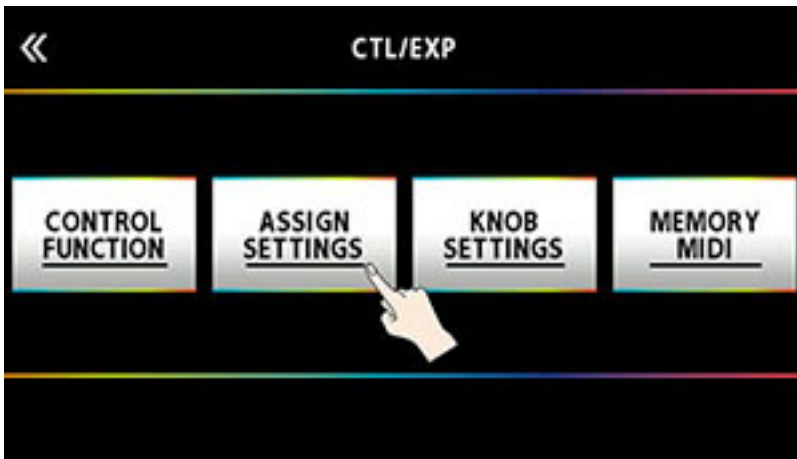 CTL/EXP
CONTROL
FUNCTION
ASSIGN
SETTINGS
KNOB
SETTINGS
MEMORY
MIDI